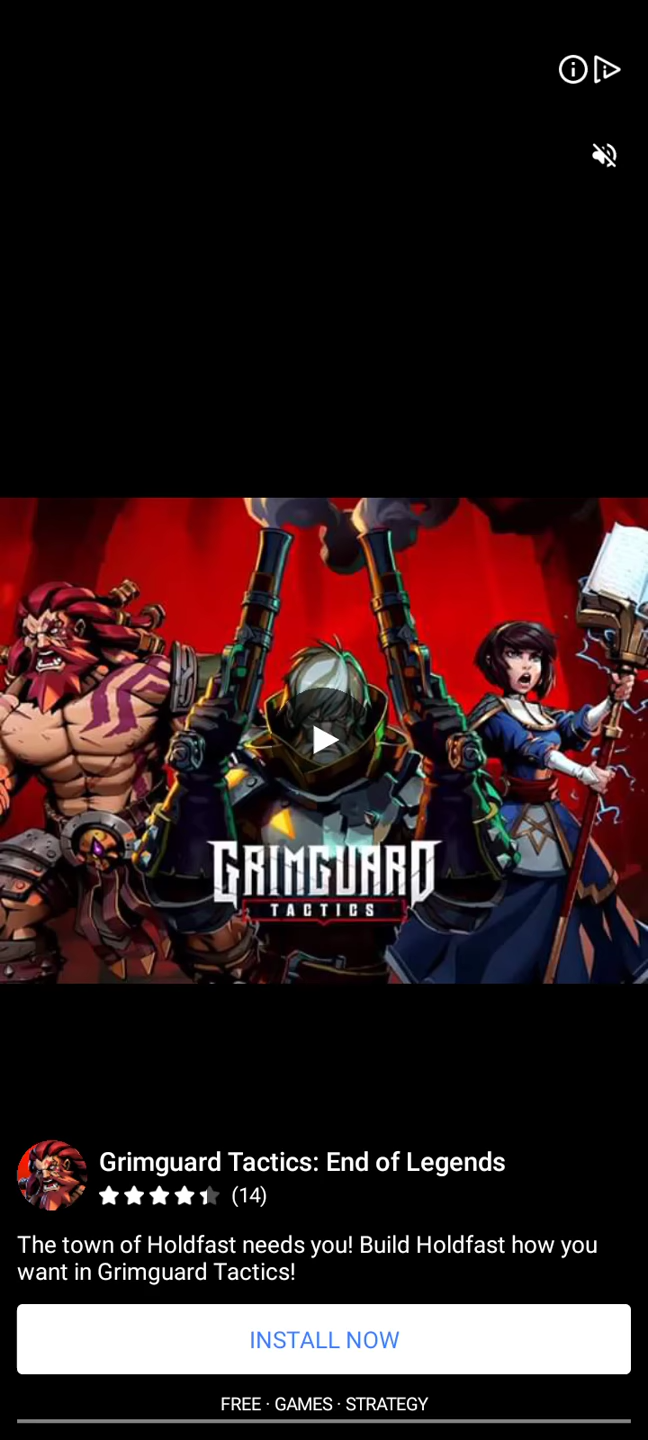 GRIMGUARD
TACTICS
Grimguard Tactics: End of Legends
(14)
The town of Holdfast needs you! Build Holdfast how you
want in Grimguard Tactics!
INSTALL NOW
FREE · GAMES · STRATEGY